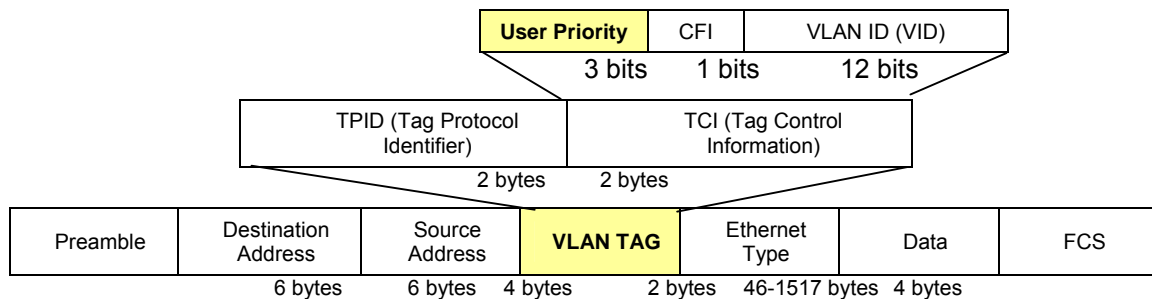 User Priority CFI VLAN ID (VID)
3 bits 1 bits 12 bits
TPID (Tag Protocol Identifier) TCI (Tag Control Information)
2 bytes 2 bytes
Preamble Destination Address Source Address VLAN TAG Ethernet Type Data FCS
6 bytes 6 bytes 4 bytes 2 bytes 46-1517 bytes 4 bytes